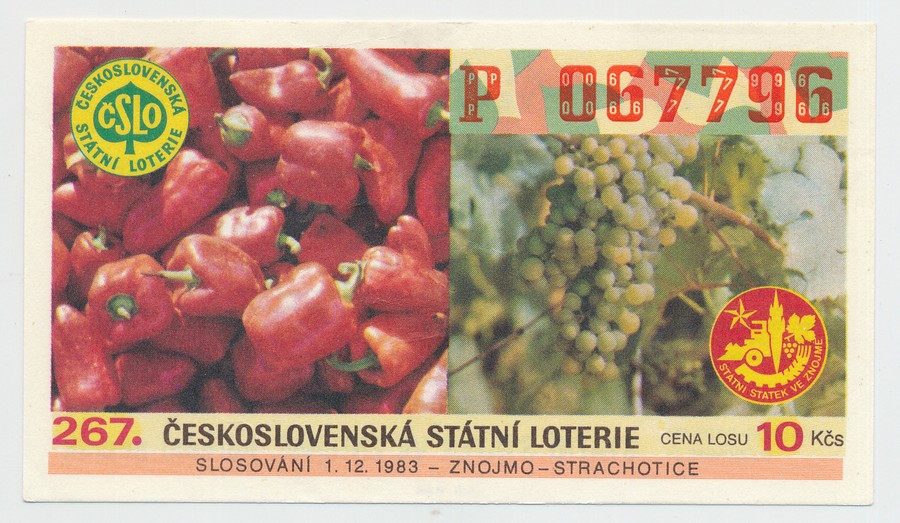 ČESKOSLOVENSKÁ
ČSLO
STÁTNÍ LOTERIE
P 067796
STÁTNÍ STATEK VE ZNOJMĚ
267. ČESKOSLOVENSKÁ STÁTNÍ LOTERIE CENA LOSU 10 Kčs
SLOSOVÁNÍ 1. 12. 1983 – ZNOJMO – STRACHOTICE